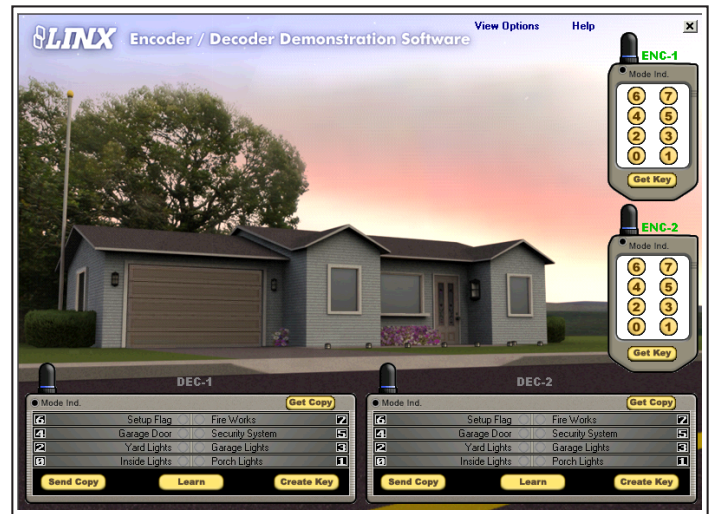 LINX Encoder / Decoder Demonstration Software
View Options Help X
ENC-1
Mode Ind.
6 7
4 5
2 3
0 1
Get Key
ENC-2
Mode Ind.
6 7
4 5
2 3
0 1
Get Key
DEC-1
Mode Ind. Get Copy
6 Setup Flag Fire Works 7
4 Garage Door Security System 5
2 Yard Lights Garage Lights 3
0 Inside Lights Porch Lights 1
Send Copy Learn Create Key
DEC-2
Mode Ind. Get Copy
6 Setup Flag Fire Works 7
4 Garage Door Security System 5
2 Yard Lights Garage Lights 3
0 Inside Lights Porch Lights 1
Send Copy Learn Create Key